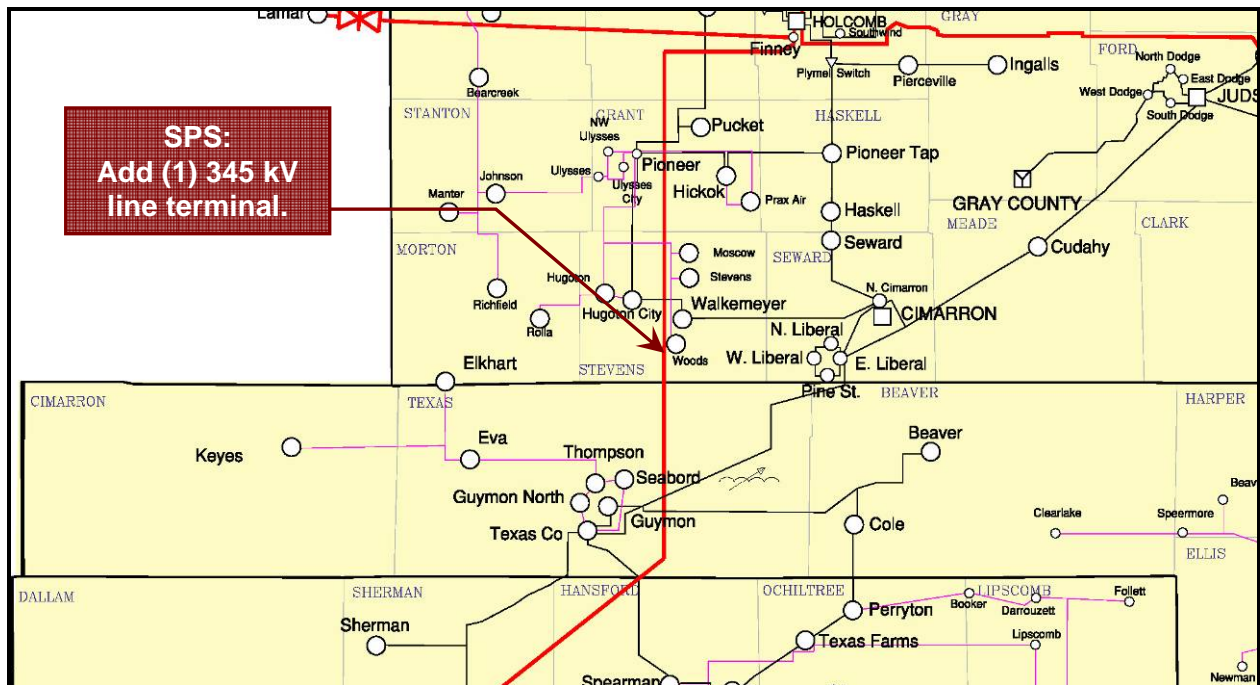 Lamar
HOLCOMB
GRAY
Southwind
Finney
FORD
Plymel Switch
Pierceville
Ingalls
North Dodge
East Dodge
West Dodge
JUDS
South Dodge
Bearcreek
STANTON
GRANT
HASKELL
SPS:
Add (1) 345 kV
line terminal.
Pucket
NW
Ulysses
Pioneer
Pioneer Tap
Ulysses
Ulysses
City
Hickok
Prax Air
Johnson
Manter
GRAY COUNTY
Haskell
MEADE
CLARK
Seward
Cudahy
MORTON
Moscow
SEWARD
Stevens
Hugoton
N. Cimarron
Richfield
Hugoton City
Walkemeyer
CIMARRON
Rolla
N. Liberal
Woods
W. Liberal
E. Liberal
Elkhart
STEVENS
Pine St.
CIMARRON
TEXAS
BEAVER
HARPER
Keyes
Eva
Thompson
Beaver
Seabord
Guymon North
Guymon
Beav
Texas Co
Cole
Clearlake
Speermore
ELLIS
DALLAM
SHERMAN
HANSFORD
OCHILTREE
LIPSCOMB
Follett
Booker
Darrouzett
Perryton
Sherman
Texas Farms
Lipscomb
Spearman
Newman